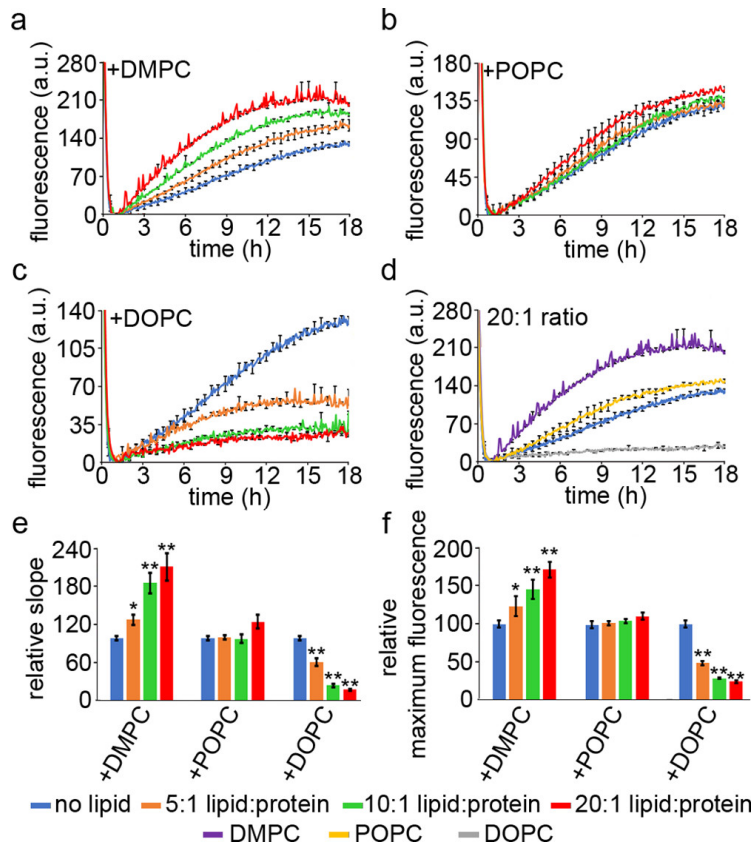 a
+DMPC
fluorescence (a.u.)
280
210
140
70
0
0 3 6 9 12 15 18
time (h)
b
+POPC
fluorescence (a.u.)
180
135
90
45
0
0 3 6 9 12 15 18
time (h)
c
+DOPC
fluorescence (a.u.)
140
105
70
35
0
0 3 6 9 12 15 18
time (h)
d
20:1 ratio
fluorescence (a.u.)
280
210
140
70
0
0 3 6 9 12 15 18
time (h)
e
relative slope
240
180
120
60
0
* ** **
** ** **
+DMPC
+POPC
+DOPC
f
relative
maximum fluorescence
200
150
100
50
0
* ** **
** ** **
+DMPC
+POPC
+DOPC
no lipid 5:1 lipid:protein 10:1 lipid:protein 20:1 lipid:protein
DMPC POPC DOPC